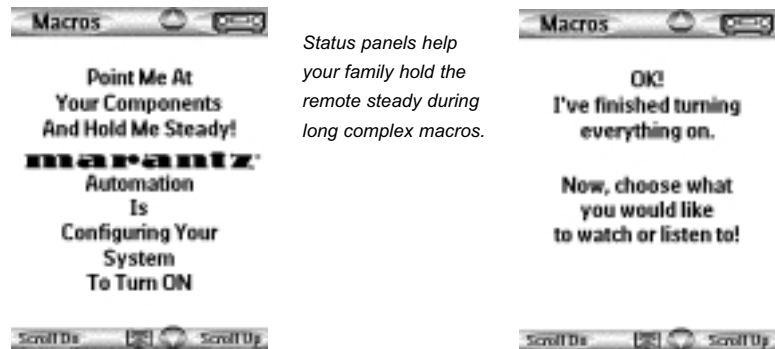 Macros
Point Me At
Your Components
And Hold Me Steady!
marantz
Automation
Is
Configuring Your
System
To Turn ON
Scroll Dn
Scroll Up
Status panels help
your family hold the
remote steady during
long complex macros.
Macros
OK!
I've finished turning
everything on.
Now, choose what
you would like
to watch or listen to!
Scroll Dn
Scroll Up